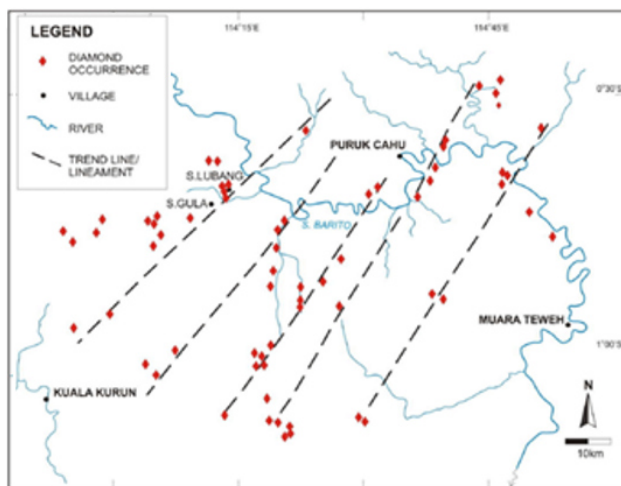 114°15'E
114°45'E
LEGEND
DIAMOND
OCCURRENCE
VILLAGE
RIVER
TREND LINE/
LINEAMENT
0°30'S
PURUK CAHU
S.LUBANG
S.GULA
S. BARITO
MUARA TEWEH
1°90'S
KUALA KURUN
N
10km